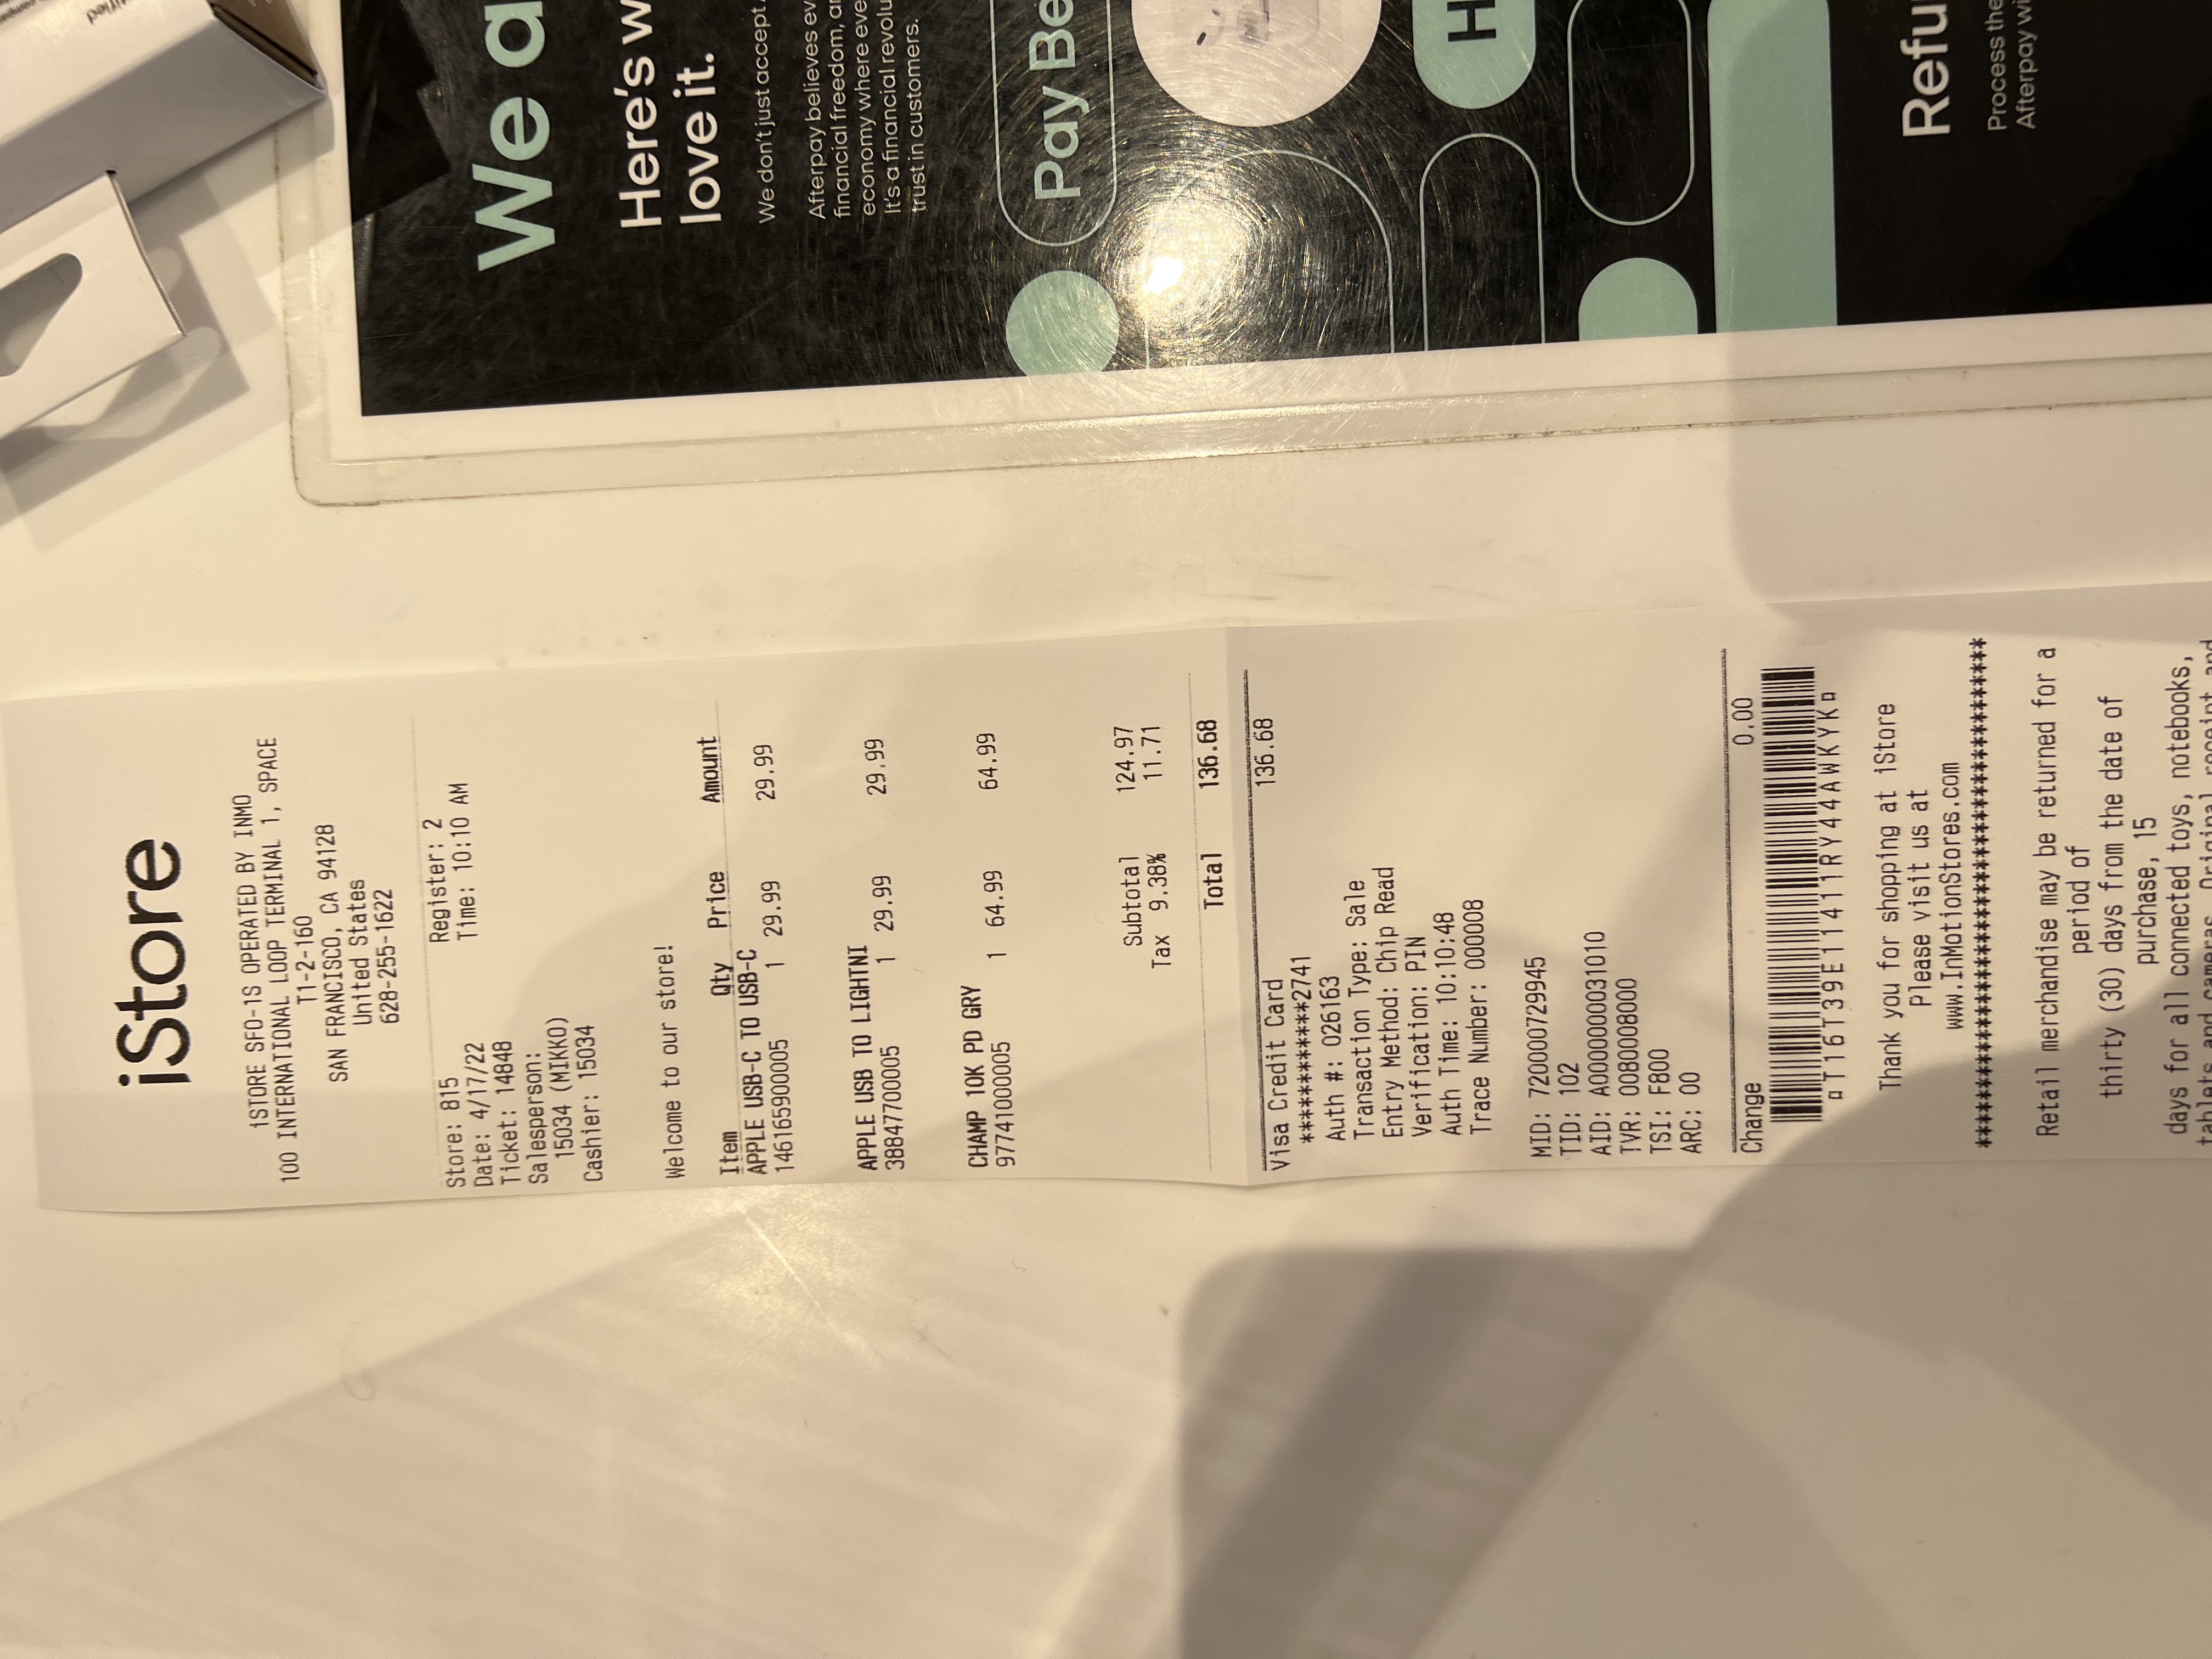 iStore
iSTORE SFO-1S OPERATED BY INMO
100 INTERNATIONAL LOOP TERMINAL 1, SPACE
T1-2-160
SAN FRANCISCO, CA 94128
United States
628-255-1622
Store: 815 Register: 2
Date: 4/17/22 Time: 10:10 AM
Ticket: 14848
Salesperson:
15034 (MIKKO)
Cashier: 15034
Welcome to our store!
Item Qty Price Amount
APPLE USB-C TO USB-C
146165900005 1 29.99 29.99
APPLE USB TO LIGHTNI
38847700005 1 29.99 29.99
CHAMP 10K PD GRY
97741000005 1 64.99 64.99
Subtotal 124.97
Tax 9.38% 11.71
Total 136.68
Visa Credit Card 136.68
************2741
Auth #: 026163
Transaction Type: Sale
Entry Method: Chip Read
Verification: PIN
Auth Time: 10:10:48
Trace Number: 000008
MID: 720000729945
TID: 102
AID: A0000000031010
TVR: 0080008000
TSI: F800
ARC: 00
Change 0.00
¤T16T39E11411RY44AWKYK¤
Thank you for shopping at iStore
Please visit us at
www.InMotionStores.com
*******************************************
Retail merchandise may be returned for a
period of
thirty (30) days from the date of
purchase, 15
days for all connected toys, notebooks,
tablets and cameras. Original receipt and
We a
Here's w
love it.
We don't just accept
Afterpay believes ev
financial freedom, an
economy where eve
It's a financial revolu
trust in customers.
Pay Be
H
Refu
Process the
Afterpay wi